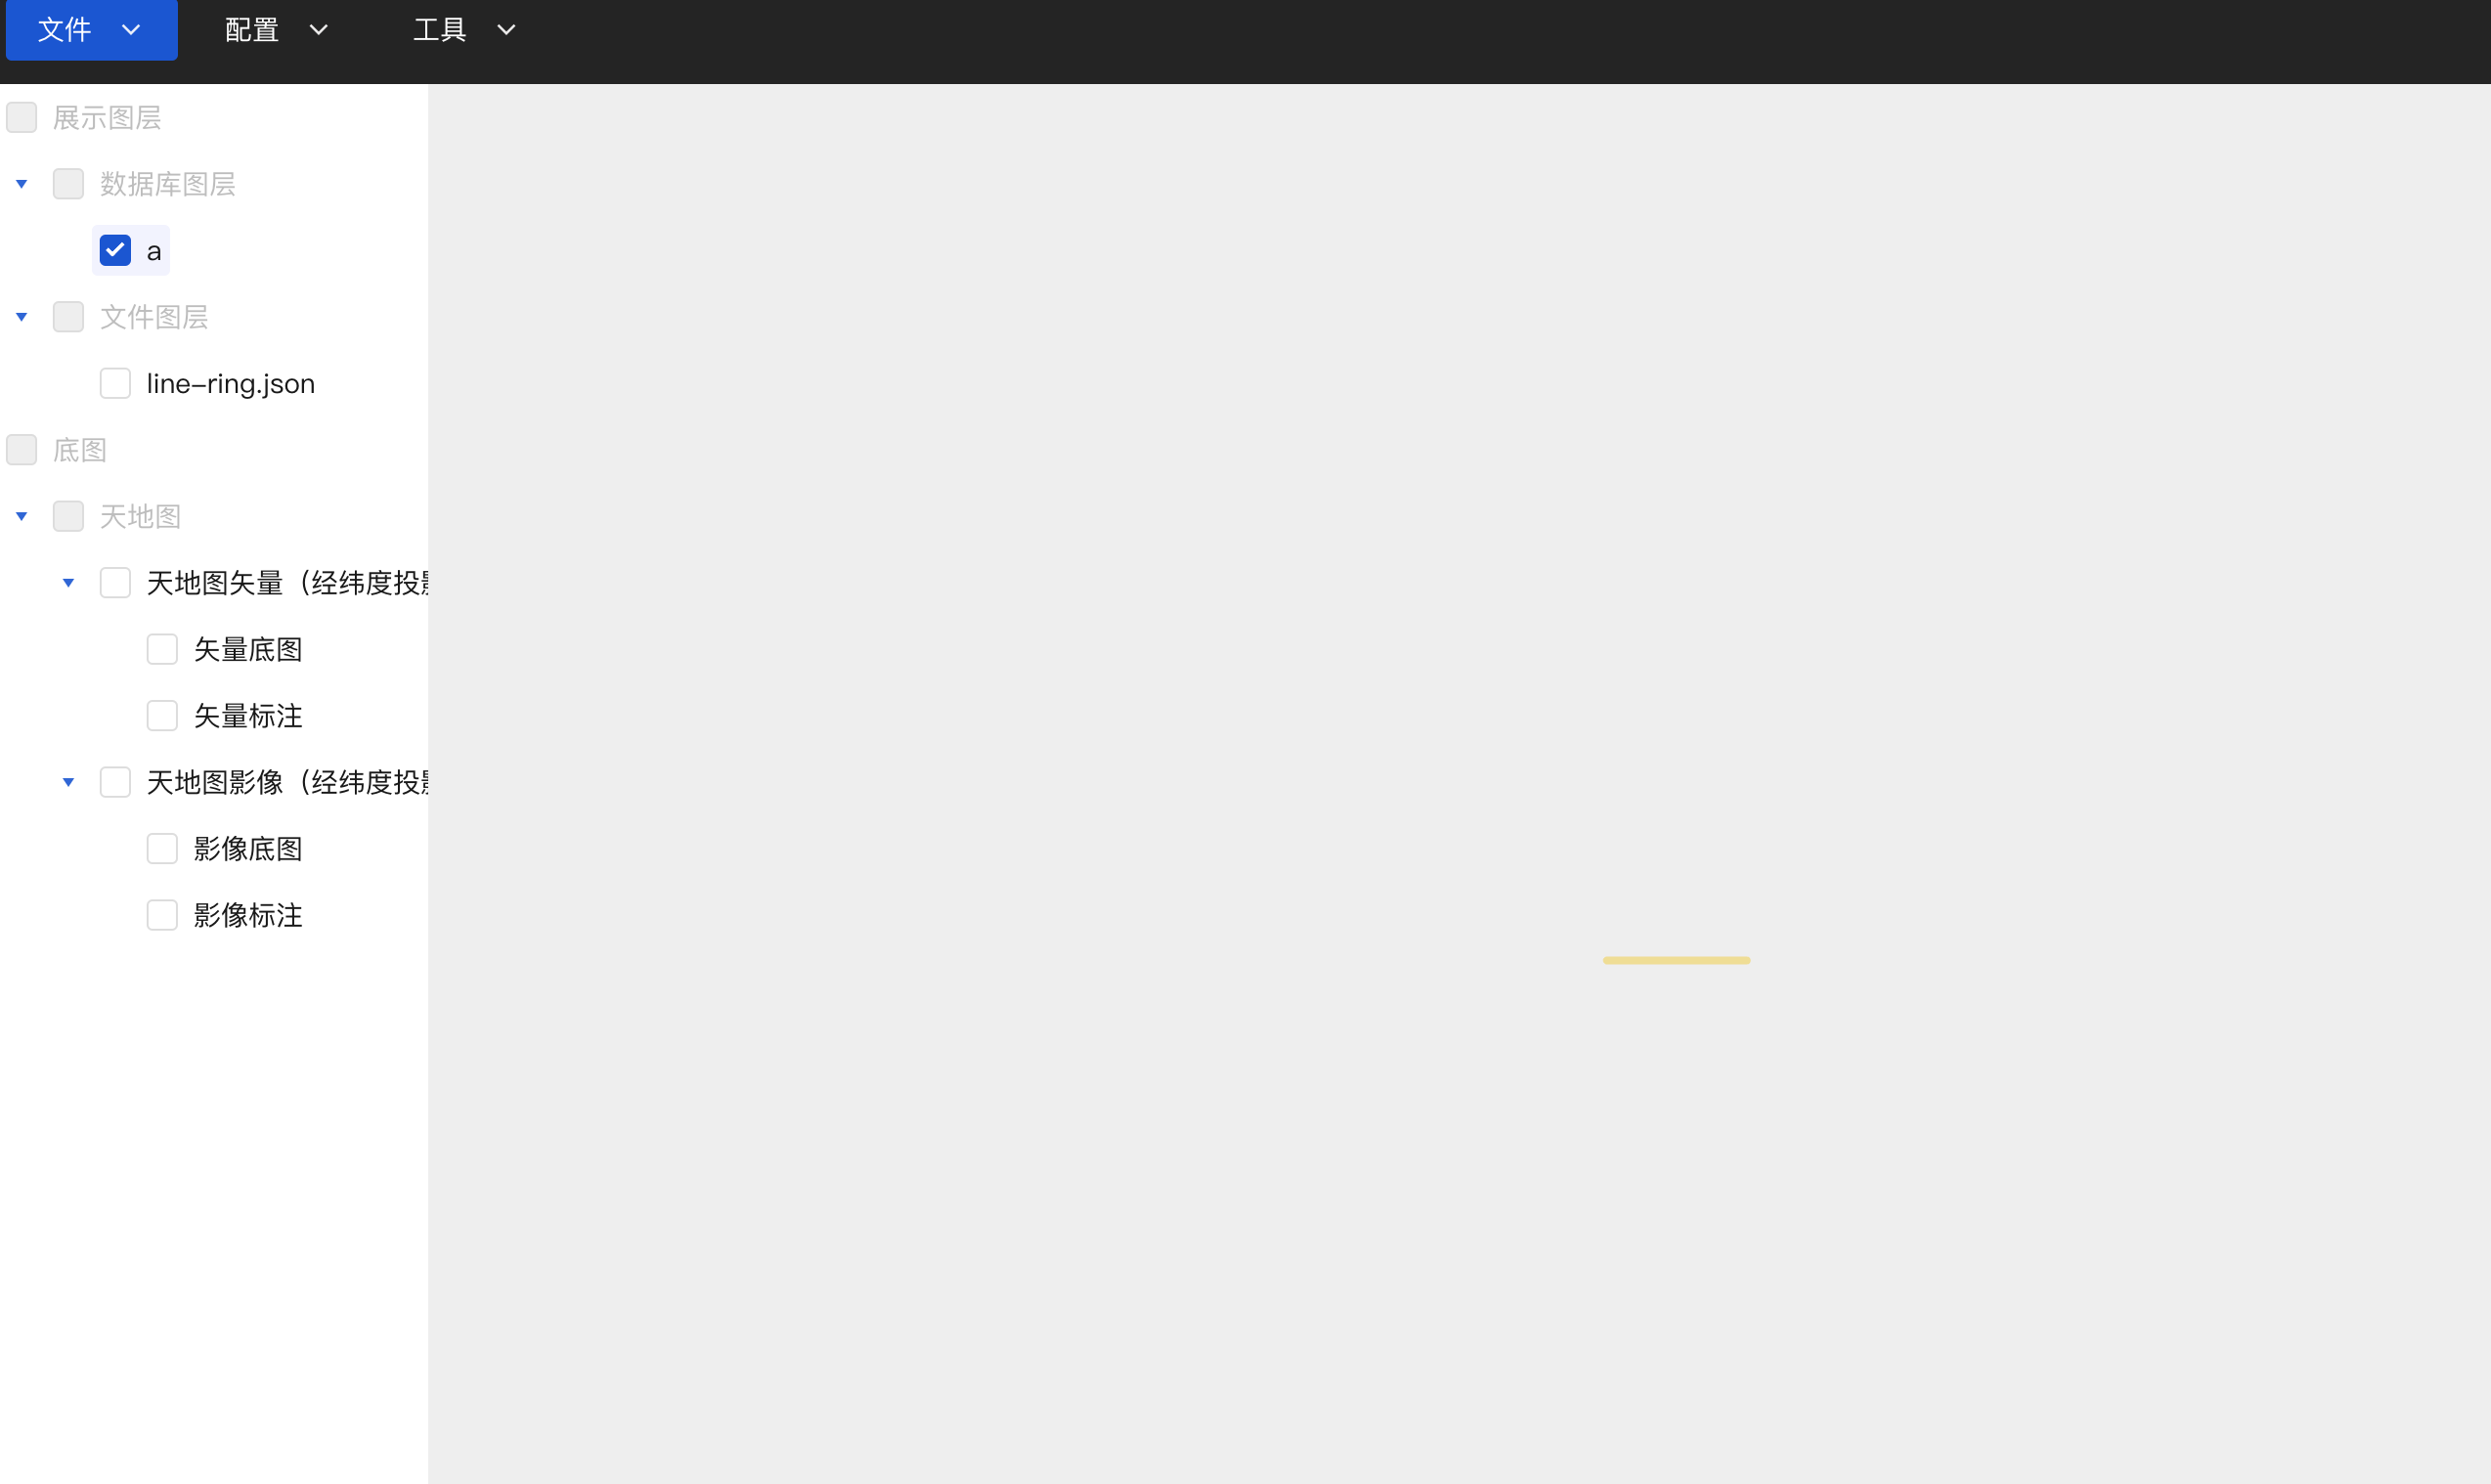 文件 配置 工具
展示图层
数据库图层
a
文件图层
line-ring.json
底图
天地图
天地图矢量（经纬度投影
矢量底图
矢量标注
天地图影像（经纬度投影
影像底图
影像标注